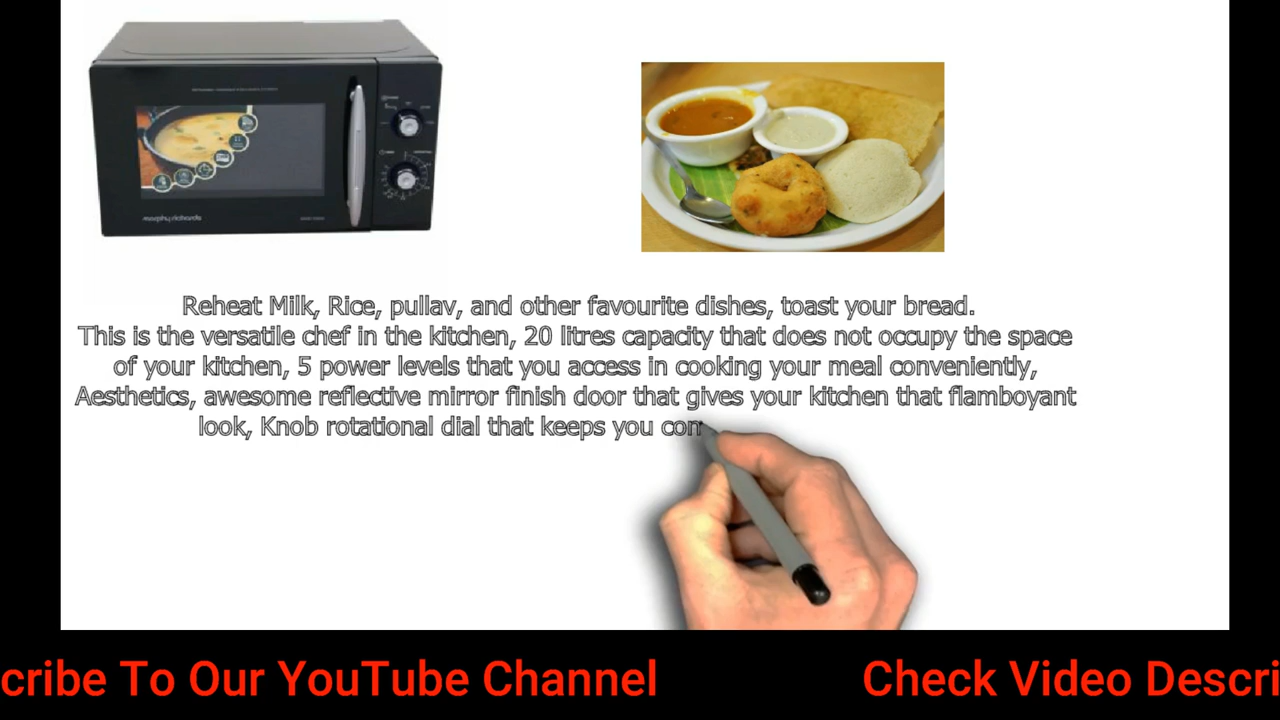 morphy richards
Reheat Milk, Rice, pullav, and other favourite dishes, toast your bread.
This is the versatile chef in the kitchen, 20 litres capacity that does not occupy the space
of your kitchen, 5 power levels that you access in cooking your meal conveniently,
Aesthetics, awesome reflective mirror finish door that gives your kitchen that flamboyant
look, Knob rotational dial that keeps you com
cribe To Our YouTube Channel
Check Video Descri